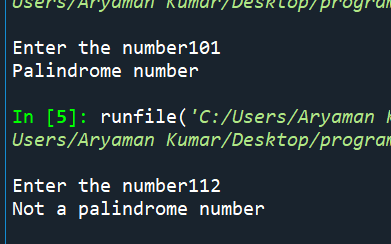 Users/Aryaman Kumar/Desktop/program
Enter the number101
Palindrome number
In [5]: runfile('C:/Users/Aryaman K
Users/Aryaman Kumar/Desktop/program
Enter the number112
Not a palindrome number